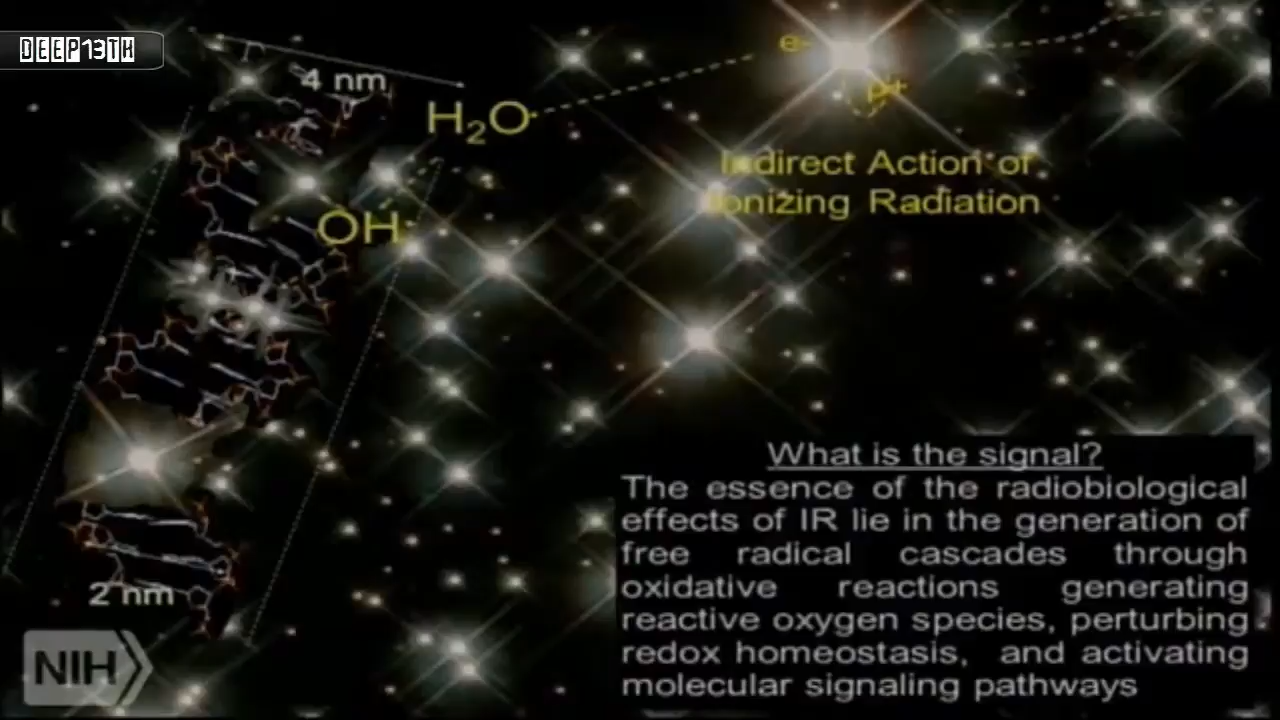 DEEP13TH
4 nm
H₂O
e-
p+
Indirect Action of
Ionizing Radiation
OH·
What is the signal?
The essence of the radiobiological
effects of IR lie in the generation of
free radical cascades through
oxidative reactions generating
reactive oxygen species, perturbing
redox homeostasis, and activating
molecular signaling pathways
2 nm
NIH